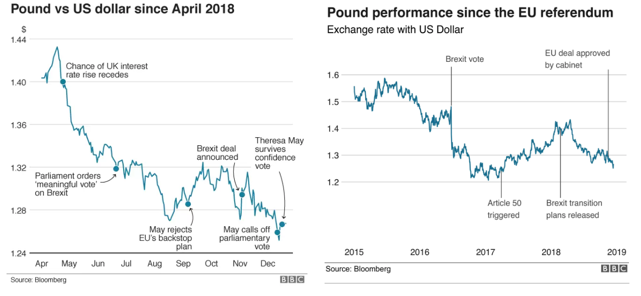 Pound vs US dollar since April 2018
$
1.44
1.40
1.36
1.32
1.28
1.24
Chance of UK interest
rate rise recedes
Parliament orders
'meaningful vote'
on Brexit
May rejects
EU's backstop
plan
Brexit deal
announced
Theresa May
survives
confidence
vote
May calls off
parliamentary
vote
Apr May Jun Jul Aug Sep Oct Nov Dec
Source: Bloomberg
BBC
Pound performance since the EU referendum
Exchange rate with US Dollar
Brexit vote
EU deal approved
by cabinet
1.6
1.5
1.4
1.3
1.2
Article 50
triggered
Brexit transition
plans released
2015 2016 2017 2018 2019
Source: Bloomberg
BBC